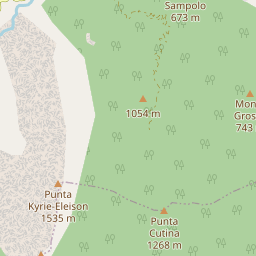 Sampolo
673 m
1054 m
Mon
Gros
743
Punta
Kyrie-Eleison
1535 m
Punta
Cutina
1268 m